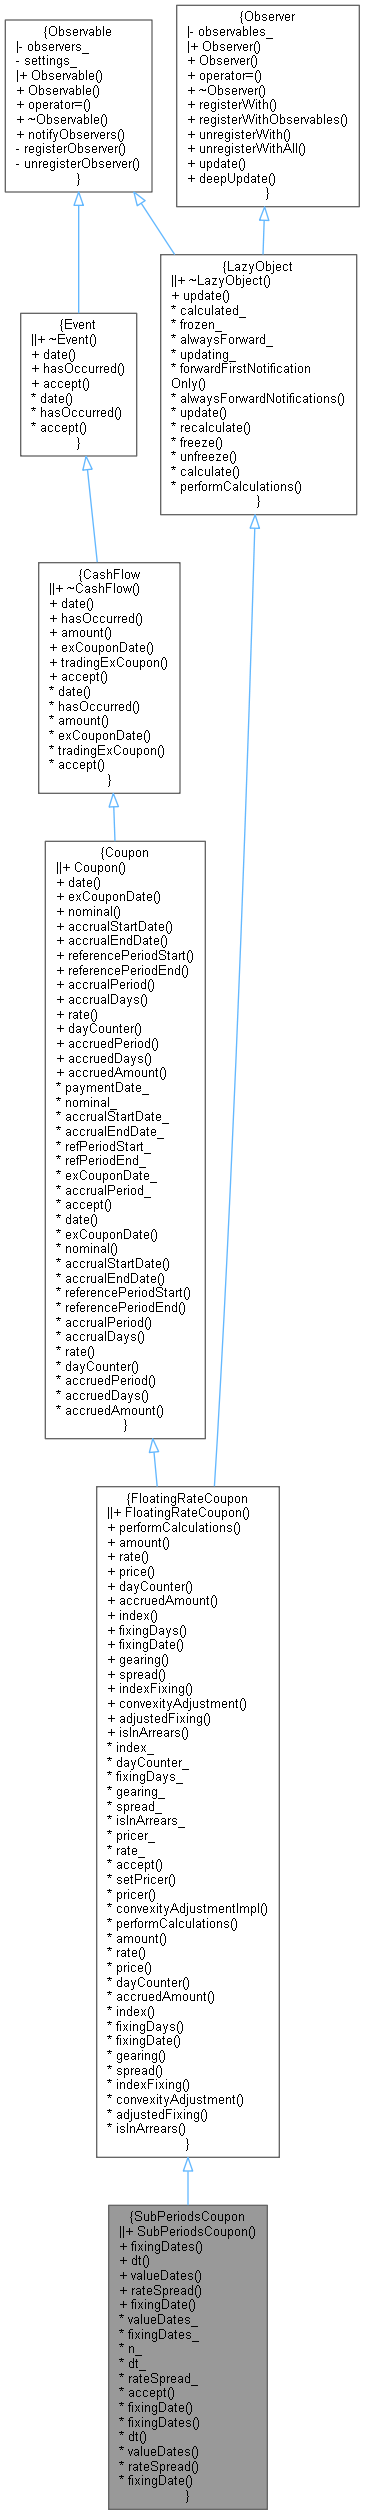 {Observable
|- observers_
- settings_
|+ Observable()
+ Observable()
+ operator=()
+ ~Observable()
+ notifyObservers()
- registerObserver()
- unregisterObserver()
}
{Observer
|- observables_
|+ Observer()
+ Observer()
+ operator=()
+ ~Observer()
+ registerWith()
+ registerWithObservables()
+ unregisterWith()
+ unregisterWithAll()
+ update()
+ deepUpdate()
}
{LazyObject
||+ ~LazyObject()
+ update()
* calculated_
* frozen_
* alwaysForward_
* updating_
* forwardFirstNotification
Only()
* alwaysForwardNotifications()
* update()
* recalculate()
* freeze()
* unfreeze()
* calculate()
* performCalculations()
}
{Event
||+ ~Event()
+ date()
+ hasOccurred()
+ accept()
* date()
* hasOccurred()
* accept()
}
{CashFlow
||+ ~CashFlow()
+ date()
+ hasOccurred()
+ amount()
+ exCouponDate()
+ tradingExCoupon()
+ accept()
* date()
* hasOccurred()
* amount()
* exCouponDate()
* tradingExCoupon()
* accept()
}
{Coupon
||+ Coupon()
+ date()
+ exCouponDate()
+ nominal()
+ accrualStartDate()
+ accrualEndDate()
+ referencePeriodStart()
+ referencePeriodEnd()
+ accrualPeriod()
+ accrualDays()
+ rate()
+ dayCounter()
+ accruedPeriod()
+ accruedDays()
+ accruedAmount()
* paymentDate_
* nominal_
* accrualStartDate_
* accrualEndDate_
* refPeriodStart_
* refPeriodEnd_
* exCouponDate_
* accrualPeriod_
* accept()
* date()
* exCouponDate()
* nominal()
* accrualStartDate()
* accrualEndDate()
* referencePeriodStart()
* referencePeriodEnd()
* accrualPeriod()
* accrualDays()
* rate()
* dayCounter()
* accruedPeriod()
* accruedDays()
* accruedAmount()
}
{FloatingRateCoupon
||+ FloatingRateCoupon()
+ performCalculations()
+ amount()
+ rate()
+ price()
+ dayCounter()
+ accruedAmount()
+ index()
+ fixingDays()
+ fixingDate()
+ gearing()
+ spread()
+ indexFixing()
+ convexityAdjustment()
+ adjustedFixing()
+ isInArrears()
* index_
* dayCounter_
* fixingDays_
* gearing_
* spread_
* isInArrears_
* pricer_
* rate_
* accept()
* setPricer()
* pricer()
* convexityAdjustmentImpl()
* performCalculations()
* amount()
* rate()
* price()
* dayCounter()
* accruedAmount()
* index()
* fixingDays()
* fixingDate()
* gearing()
* spread()
* indexFixing()
* convexityAdjustment()
* adjustedFixing()
* isInArrears()
}
{SubPeriodsCoupon
||+ SubPeriodsCoupon()
+ fixingDates()
+ dt()
+ valueDates()
+ rateSpread()
+ fixingDate()
* valueDates_
* fixingDates_
* n_
* dt_
* rateSpread_
* accept()
* fixingDate()
* fixingDates()
* dt()
* valueDates()
* rateSpread()
* fixingDate()
}